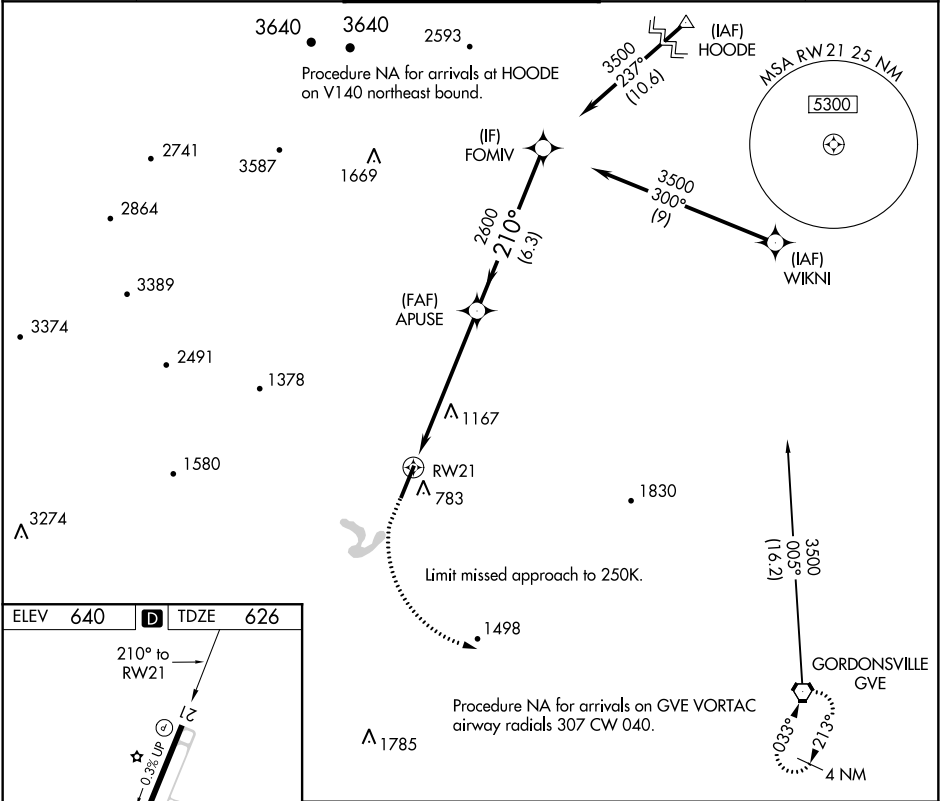 3640
3640
2593
(IAF)
HOODE
Procedure NA for arrivals at HOODE
on V140 northeast bound.
3500
237°
(10.6)
MSA RW21 25 NM
5300
(IF)
FOMIV
2741
3587
1669
2864
3500
300°
(9)
(IAF)
WIKNI
2600
210°
(6.3)
3389
(FAF)
APUSE
3374
2491
1378
1167
1580
RW21
783
1830
3274
3500
005°
(16.2)
Limit missed approach to 250K.
1498
ELEV 640 D TDZE 626
210° to
RW21
21
P
0.3% UP
GORDONSVILLE
GVE
Procedure NA for arrivals on GVE VORTAC
airway radials 307 CW 040.
033°
213°
4 NM
1785